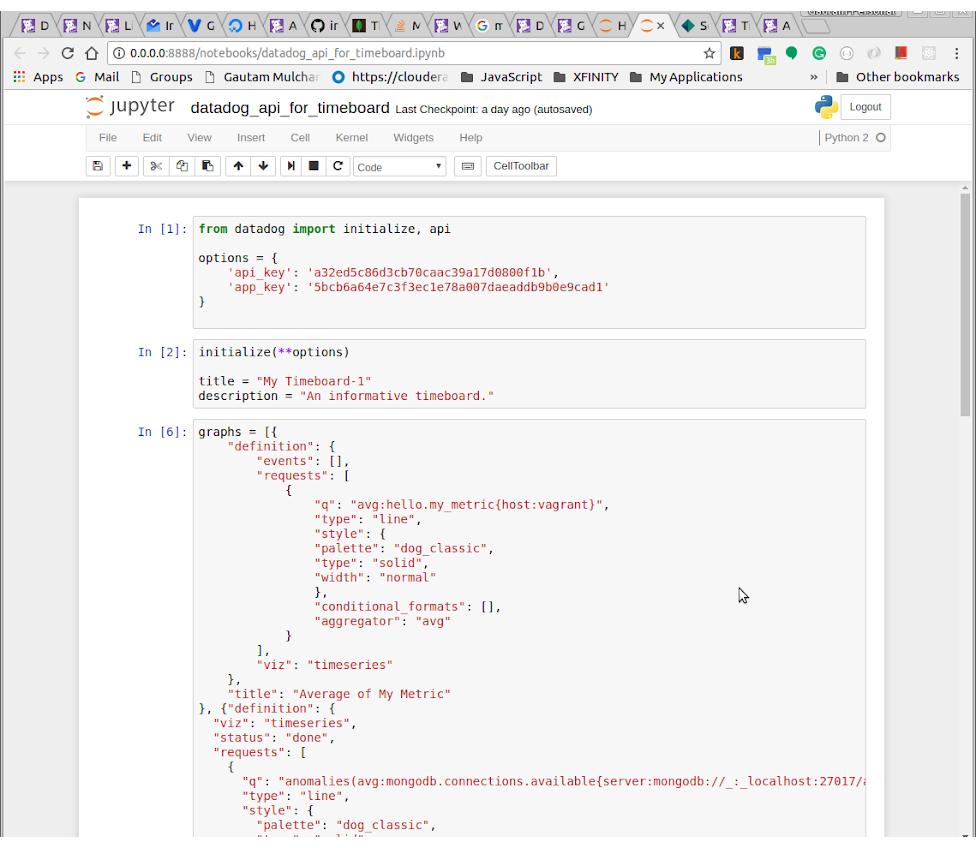 D N D Li Ir G H A ir T N W G n D G H × S Ti A
0.0.0.0:8888/notebooks/datadog_api_for_timeboard.ipynb
Apps G Mail Groups Gautam Mulchan https://cloudera JavaScript XFINITY My Applications » Other bookmarks
jupyter datadog_api_for_timeboard Last Checkpoint: a day ago (autosaved) Logout
File Edit View Insert Cell Kernel Widgets Help Python 2
Code CellToolbar
In [1]: from datadog import initialize, api
options = {
'api_key': 'a32ed5c86d3cb70caac39a17d0800f1b',
'app_key': '5bcb6a64e7c3f3ec1e78a007daeaddb9b0e9cad1'
}
In [2]: initialize(**options)
title = "My Timeboard-1"
description = "An informative timeboard."
In [6]: graphs = [{
"definition": {
"events": [],
"requests": [
{
"q": "avg:hello.my_metric{host:vagrant}",
"type": "line",
"style": {
"palette": "dog_classic",
"type": "solid",
"width": "normal"
},
"conditional_formats": [],
"aggregator": "avg"
}
],
"viz": "timeseries"
},
"title": "Average of My Metric"
}, {"definition": {
"viz": "timeseries",
"status": "done",
"requests": [
{
"q": "anomalies(avg:mongodb.connections.available{server:mongodb://_:_localhost:27017/a
"type": "line",
"style": {
"palette": "dog_classic",